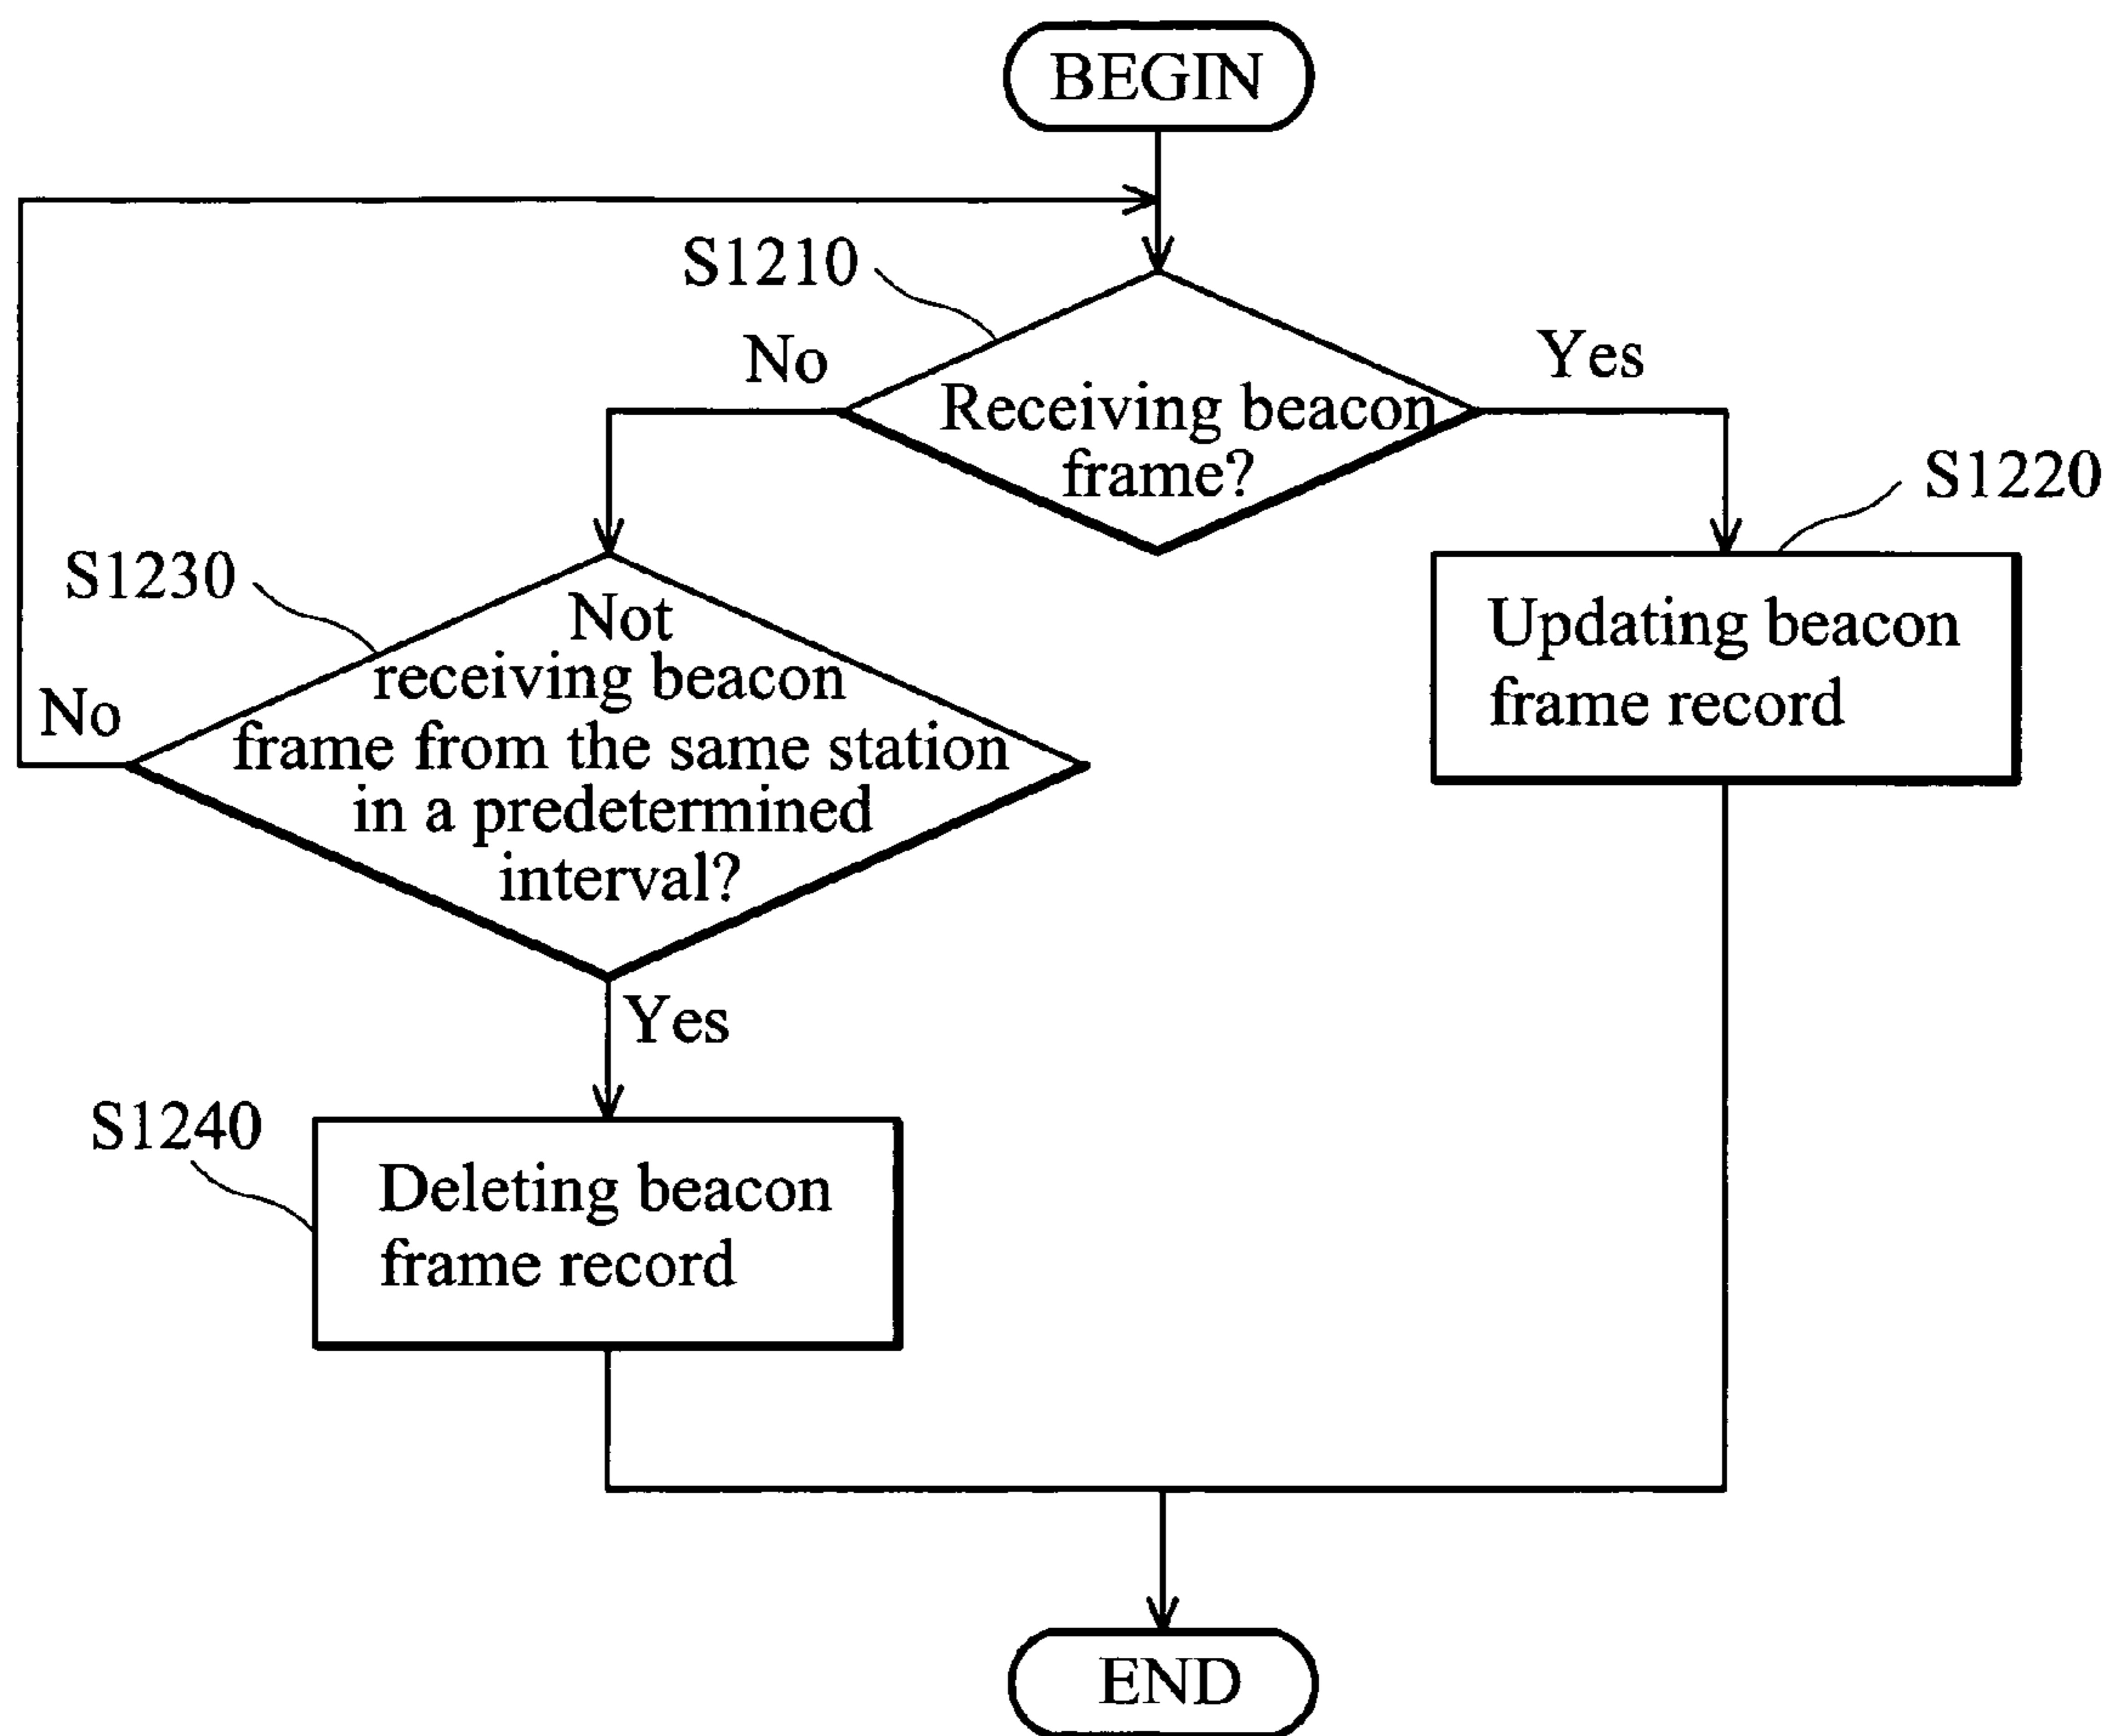 BEGIN
S1210
No
Yes
Receiving beacon
frame?
S1220
S1230
Not
receiving beacon
frame from the same station
in a predetermined
interval?
No
Updating beacon
frame record
Yes
S1240
Deleting beacon
frame record
END